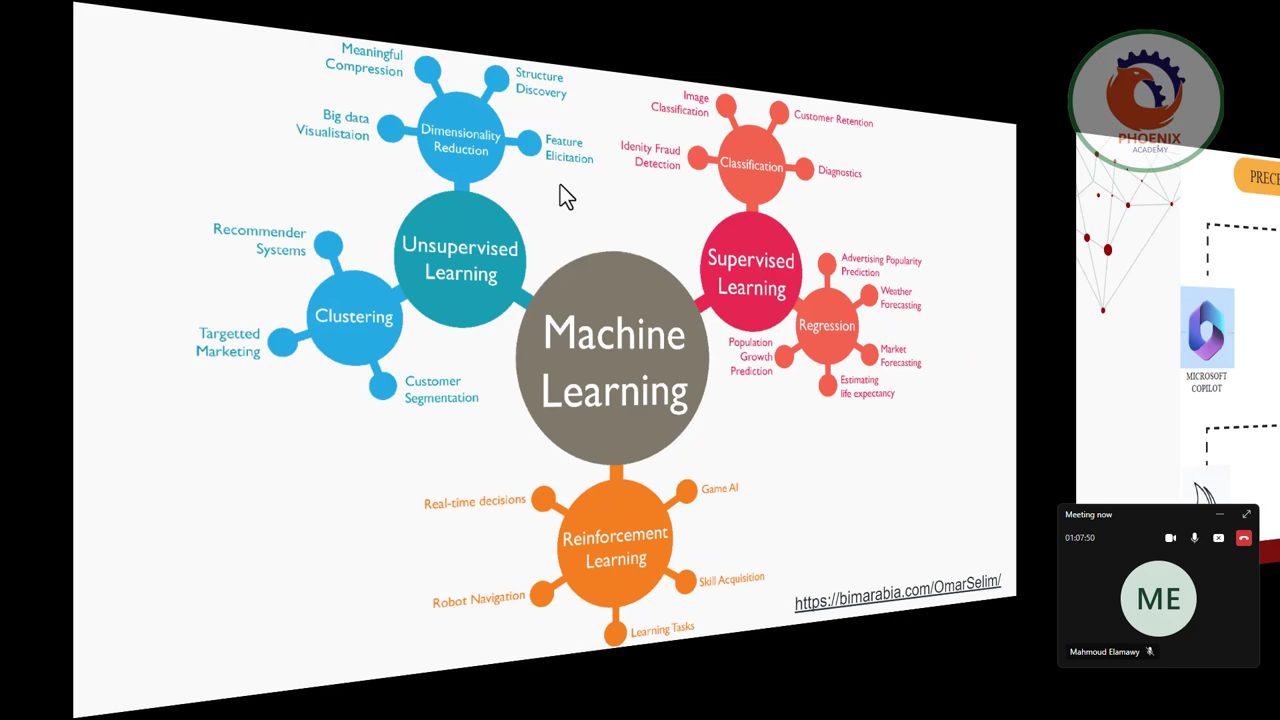 Meaningful
Compression
Structure
Discovery
Big data
Visualistaion
Dimensionality
Reduction
Feature
Elicitation
Image
Classification
Customer Retention
Idenity Fraud
Detection
Classification
Diagnostics
Recommender
Systems
Unsupervised
Learning
Supervised
Learning
Advertising Popularity
Prediction
Weather
Forecasting
Clustering
Regression
Targetted
Marketing
Machine
Learning
Population
Growth
Prediction
Market
Forecasting
Customer
Segmentation
Estimating
life expectancy
Real-time decisions
Game AI
Reinforcement
Learning
Robot Navigation
Skill Acquisition
Learning Tasks
https://bimarabia.com/OmarSelim/
PHOENIX
ACADEMY
MICROSOFT
COPILOT
Meeting now
01:07:50
ME
Mahmoud Elamawy